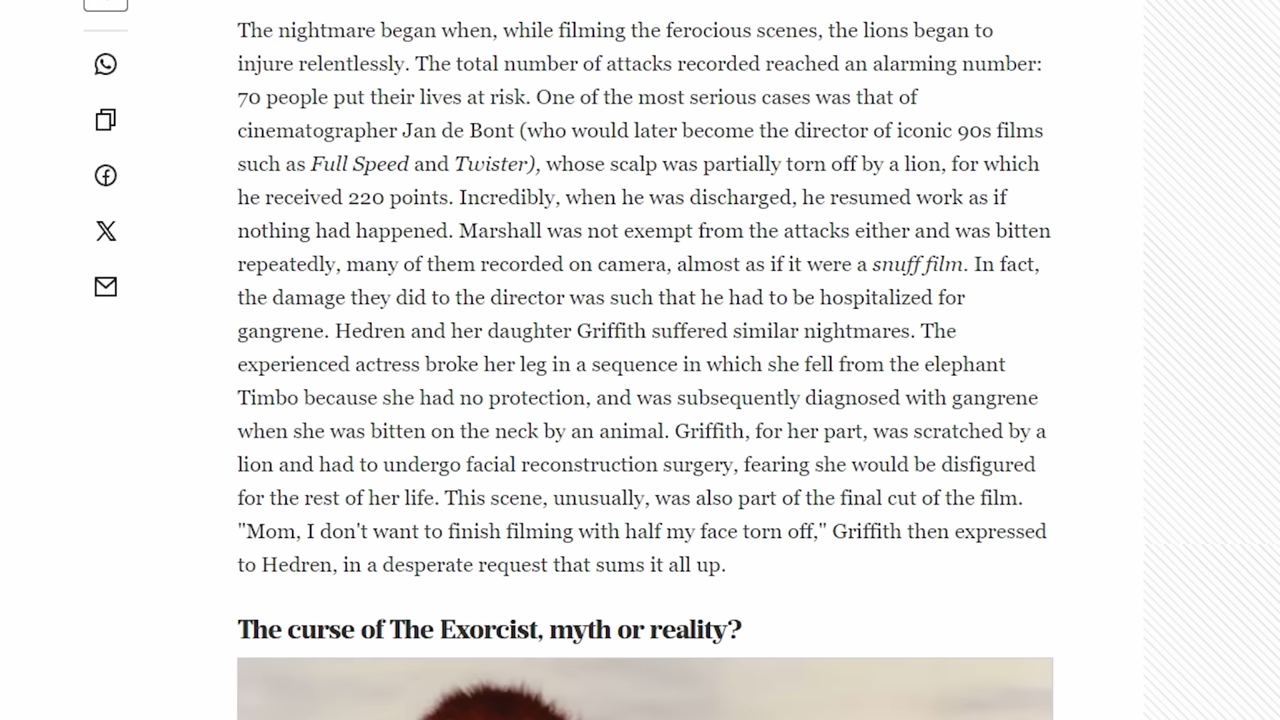 The nightmare began when, while filming the ferocious scenes, the lions began to
injure relentlessly. The total number of attacks recorded reached an alarming number:
70 people put their lives at risk. One of the most serious cases was that of
cinematographer Jan de Bont (who would later become the director of iconic 90s films
such as Full Speed and Twister), whose scalp was partially torn off by a lion, for which
he received 220 points. Incredibly, when he was discharged, he resumed work as if
nothing had happened. Marshall was not exempt from the attacks either and was bitten
repeatedly, many of them recorded on camera, almost as if it were a snuff film. In fact,
the damage they did to the director was such that he had to be hospitalized for
gangrene. Hedren and her daughter Griffith suffered similar nightmares. The
experienced actress broke her leg in a sequence in which she fell from the elephant
Timbo because she had no protection, and was subsequently diagnosed with gangrene
when she was bitten on the neck by an animal. Griffith, for her part, was scratched by a
lion and had to undergo facial reconstruction surgery, fearing she would be disfigured
for the rest of her life. This scene, unusually, was also part of the final cut of the film.
"Mom, I don't want to finish filming with half my face torn off," Griffith then expressed
to Hedren, in a desperate request that sums it all up.
The curse of The Exorcist, myth or reality?